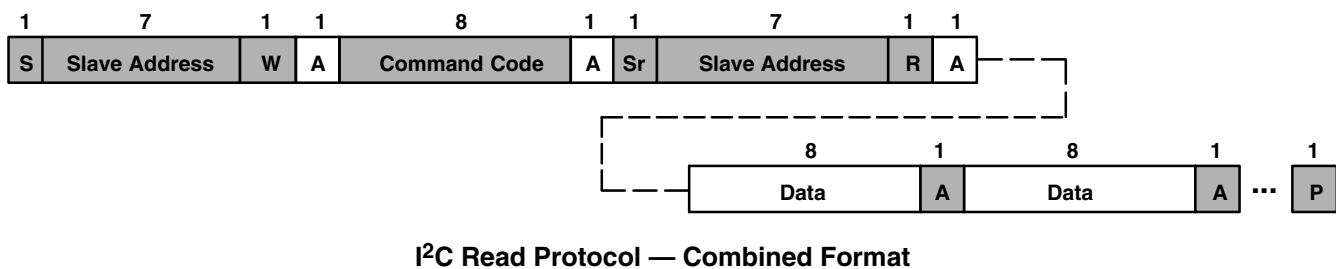 1 7 1 1 8 1 1 7 1 1
S Slave Address W A Command Code A Sr Slave Address R A
8 1 8 1 1
Data A Data A ... P
I²C Read Protocol — Combined Format